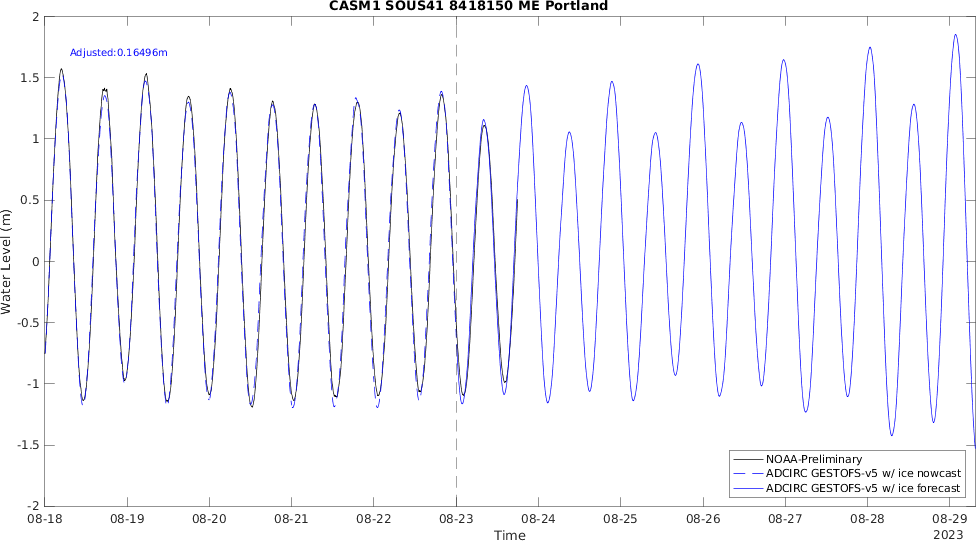 CASM1 SOUS41 8418150 ME Portland
Adjusted:0.16496m
2
1.5
1
0.5
0
-0.5
-1
-1.5
-2
Water Level (m)
NOAA-Preliminary
ADCIRC GESTOFS-v5 w/ ice nowcast
ADCIRC GESTOFS-v5 w/ ice forecast
08-18 08-19 08-20 08-21 08-22 08-23 08-24 08-25 08-26 08-27 08-28 08-29
Time
2023